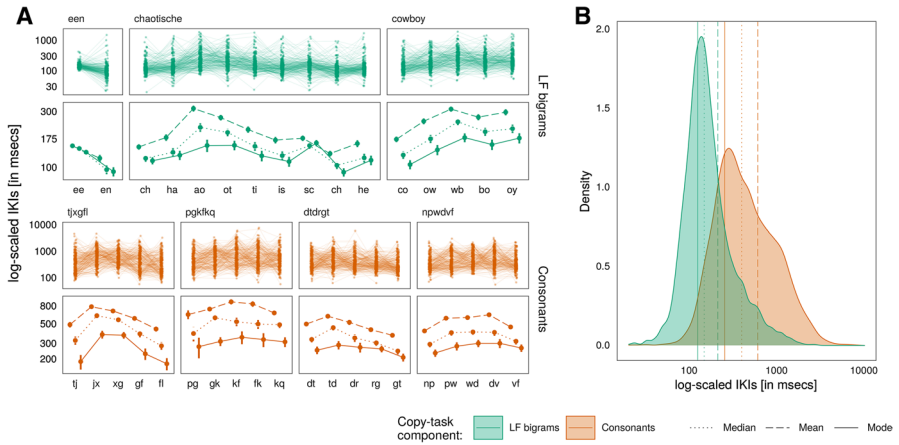 A
een
chaotische
cowboy
1000
300
100
30
LF bigrams
300
175
100
ee en
ch ha ao ot ti is sc ch he
co ow wb bo oy
log-scaled IKIs [in msecs]
tjxgfl
pgkfkq
dtdrgt
npwdvf
10000
1000
100
Consonants
800
500
300
200
tj jx xg gf fl
pg gk kf fk kq
dt td dr rg gt
np pw wd dv vf
B
2.0
1.5
1.0
0.5
0.0
Density
100 1000 10000
log-scaled IKIs [in msecs]
Copy-task
component:
LF bigrams
Consonants
Median
Mean
Mode